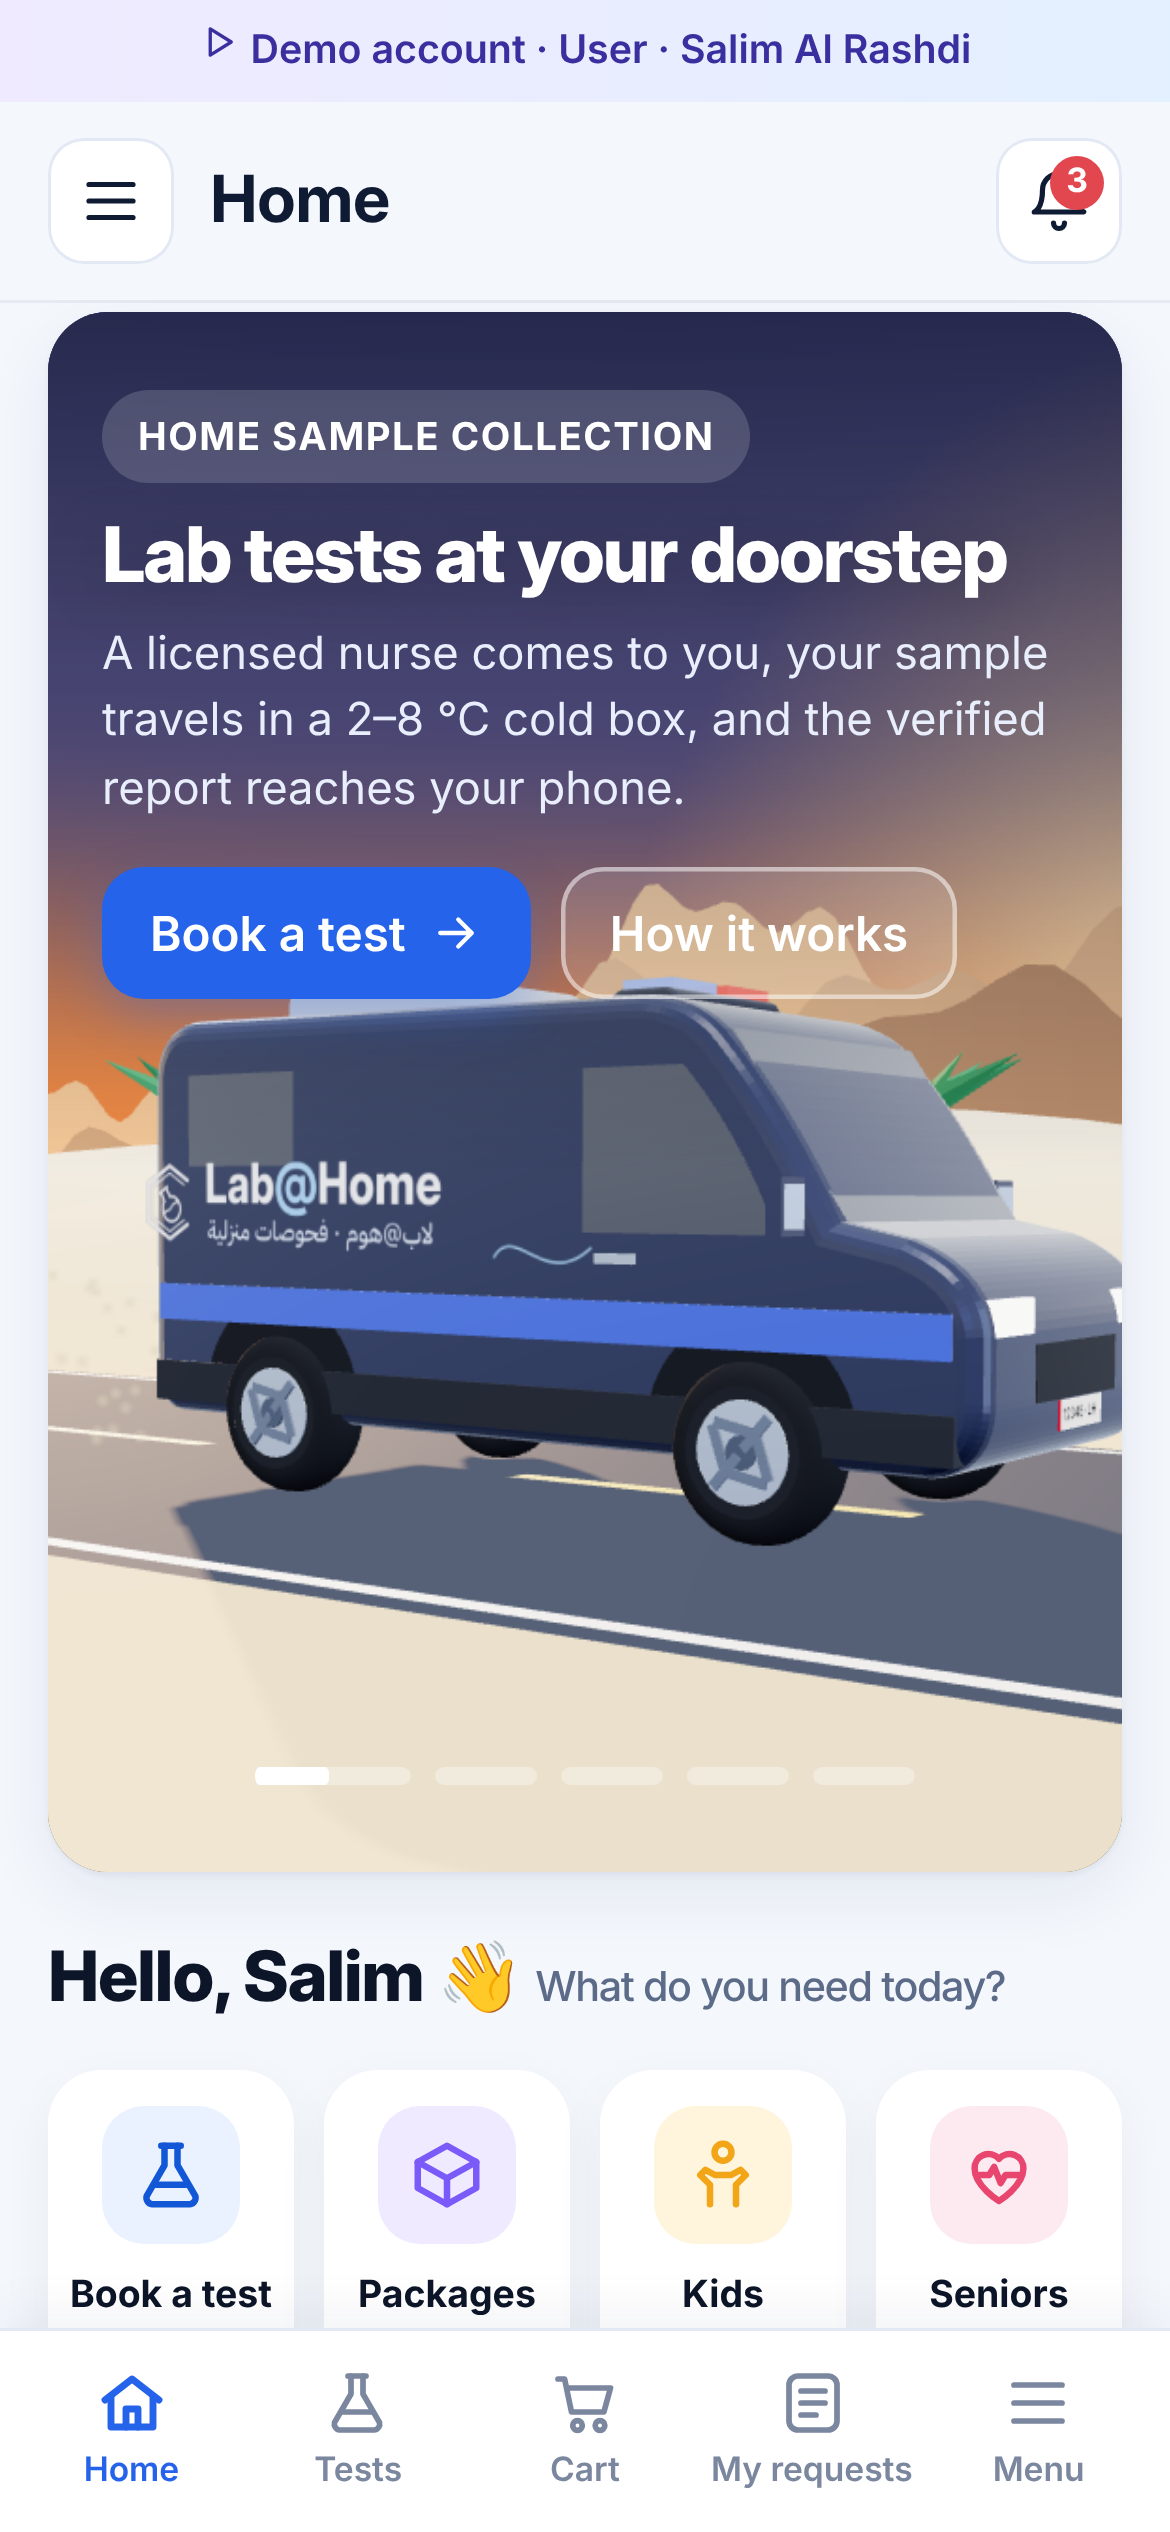 Demo account · User · Salim Al Rashdi
Home
3
HOME SAMPLE COLLECTION
Lab tests at your doorstep
A licensed nurse comes to you, your sample
travels in a 2–8 °C cold box, and the verified
report reaches your phone.
Book a test
How it works
Lab@Home
لاب@هوم · فحوصات منزلية
Hello, Salim 👋 What do you need today?
Book a test
Packages
Kids
Seniors
Home
Tests
Cart
My requests
Menu